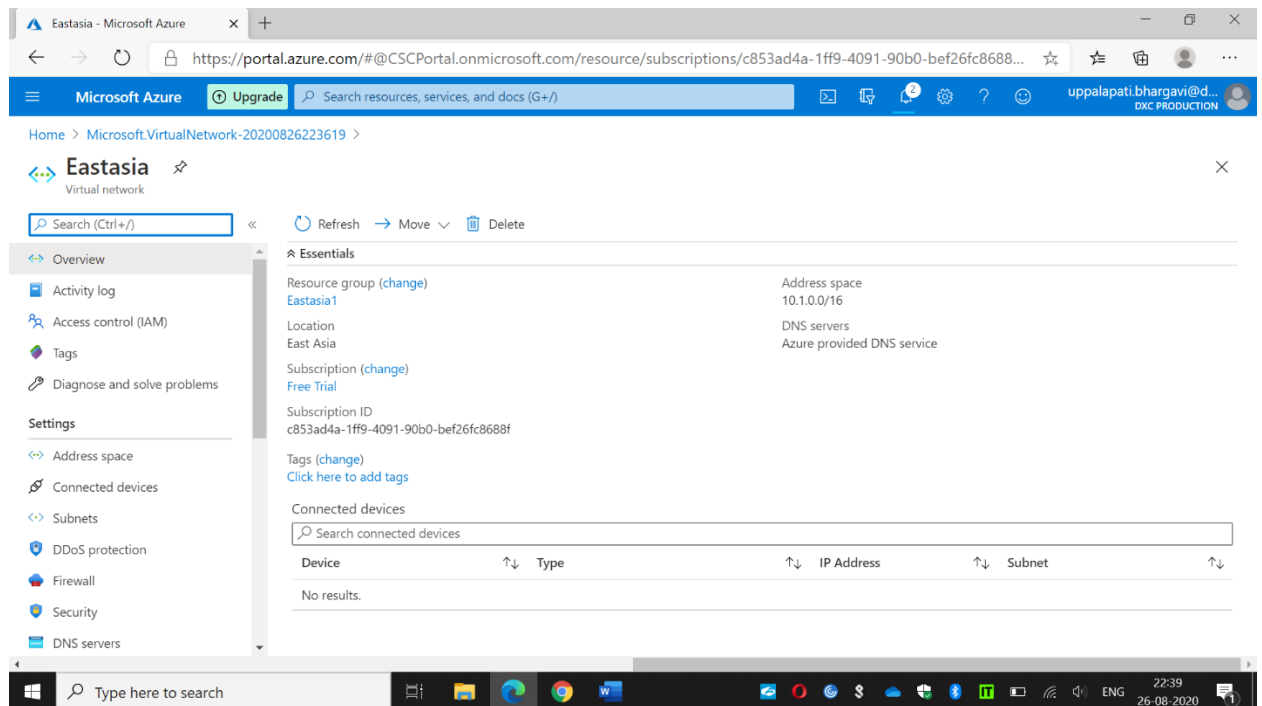 Eastasia - Microsoft Azure
https://portal.azure.com/#@CSCPortal.onmicrosoft.com/resource/subscriptions/c853ad4a-1ff9-4091-90b0-bef26fc8688...
Microsoft Azure
Upgrade
Search resources, services, and docs (G+/)
2
uppalapati.bhargavi@d...
DXC PRODUCTION
Home > Microsoft.VirtualNetwork-20200826223619 >
Eastasia
Virtual network
Search (Ctrl+/)
«
Overview
Activity log
Access control (IAM)
Tags
Diagnose and solve problems
Settings
Address space
Connected devices
Subnets
DDoS protection
Firewall
Security
DNS servers
Refresh
Move
Delete
Essentials
Resource group (change)
Eastasia1
Location
East Asia
Subscription (change)
Free Trial
Subscription ID
c853ad4a-1ff9-4091-90b0-bef26fc8688f
Tags (change)
Click here to add tags
Address space
10.1.0.0/16
DNS servers
Azure provided DNS service
Connected devices
Search connected devices
Device Type IP Address Subnet
No results.
Type here to search
ENG
22:39
26-08-2020
1